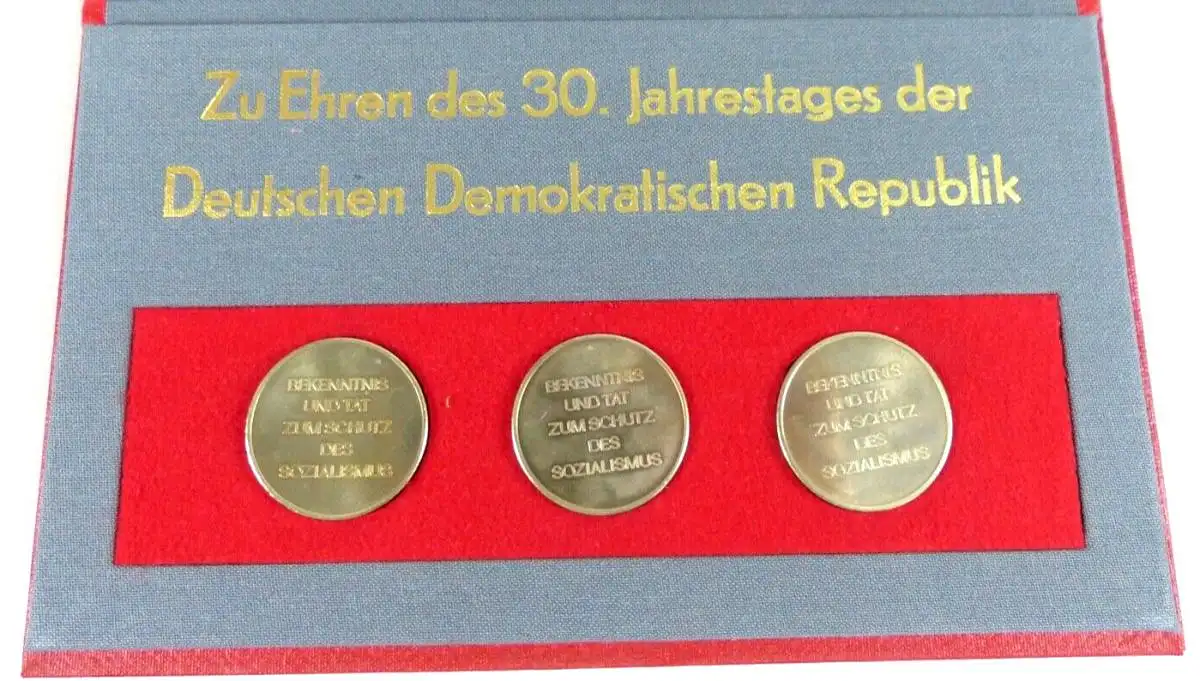 Zu Ehren des 30. Jahrestages der
Deutschen Demokratischen Republik
BEKENNTNIS
UND TAT
ZUM SCHUTZ
DES
SOZIALISMUS
BEKENNTNIS
UND TAT
ZUM SCHUTZ
DES
SOZIALISMUS
BEKENNTNIS
UND TAT
ZUM SCHUTZ
DES
SOZIALISMUS